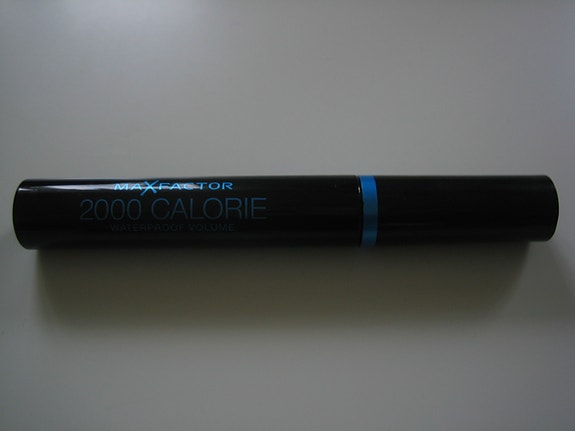 MAXFACTOR
2000 CALORIE
WATERPROOF VOLUME